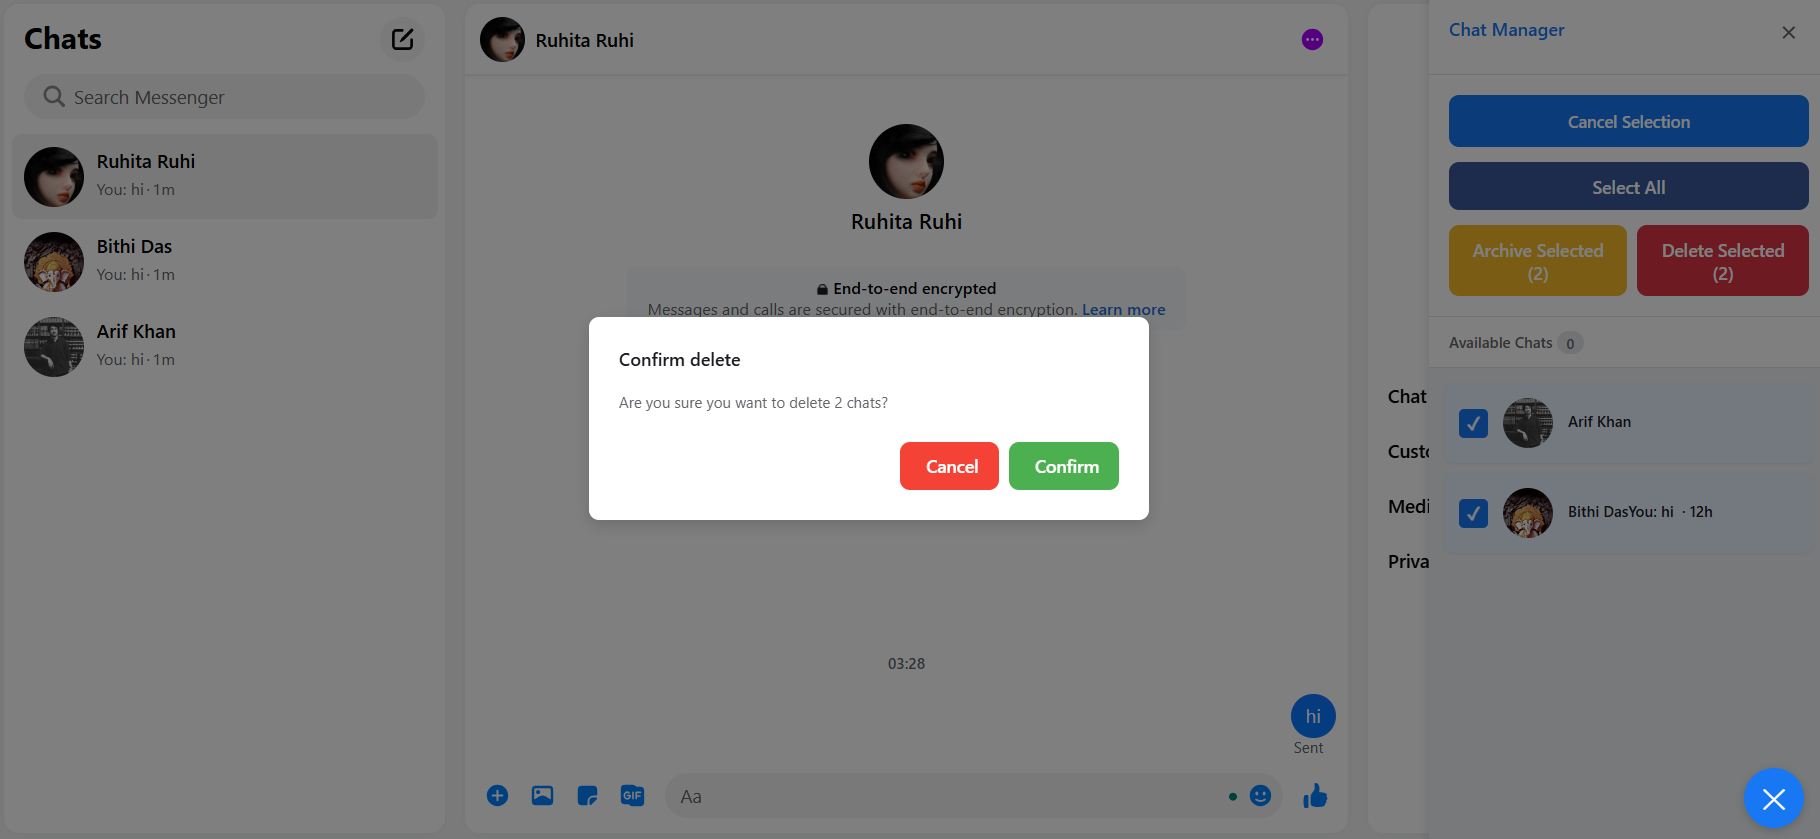 Chats
Search Messenger
Ruhita Ruhi
You: hi · 1m
Bithi Das
You: hi · 1m
Arif Khan
You: hi · 1m
Ruhita Ruhi
Ruhita Ruhi
End-to-end encrypted
Messages and calls are secured with end-to-end encryption. Learn more
Confirm delete
Are you sure you want to delete 2 chats?
Cancel
Confirm
03:28
hi
Sent
GIF
Aa
Chat
Medi
Priva
Chat Manager
Cancel Selection
Select All
Archive Selected
(2)
Delete Selected
(2)
Available Chats 0
Arif Khan
Bithi DasYou: hi · 12h